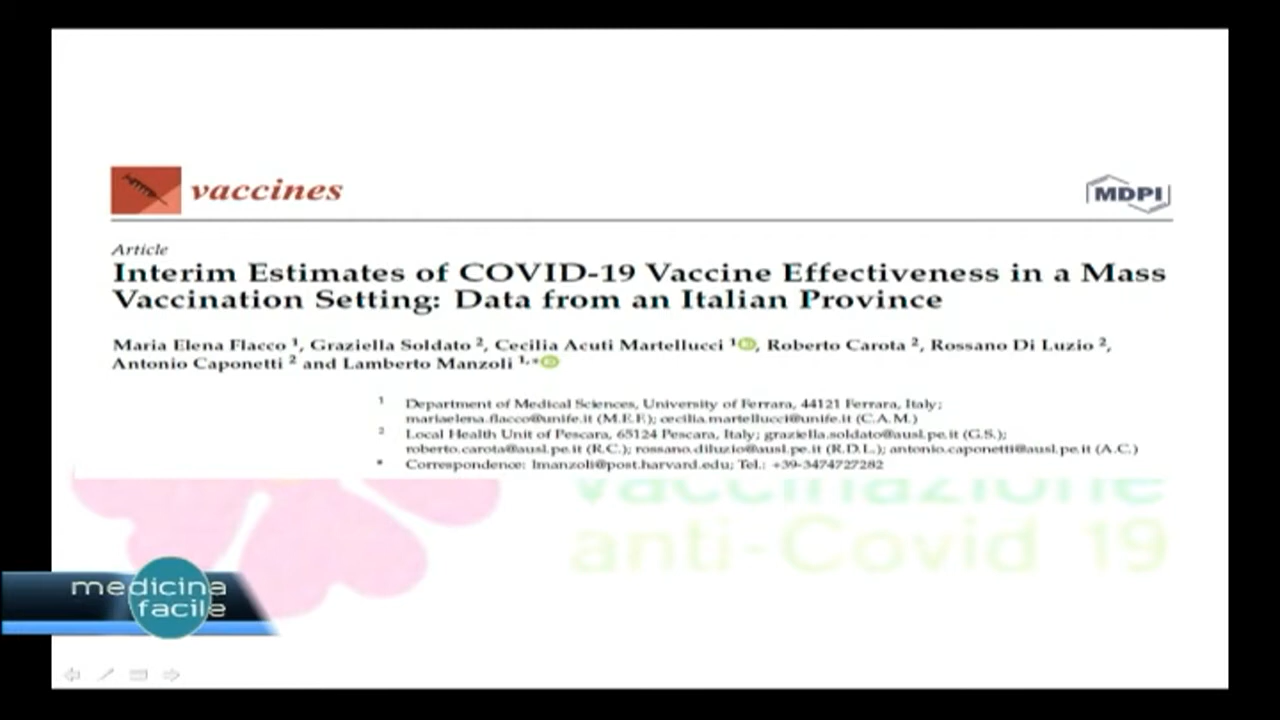 vaccines
MDPI
Article
Interim Estimates of COVID-19 Vaccine Effectiveness in a Mass
Vaccination Setting: Data from an Italian Province
Maria Elena Flacco 1, Graziella Soldato 2, Cecilia Acuti Martellucci 1 iD, Roberto Carota 2, Rossano Di Luzio 2,
Antonio Caponetti 2 and Lamberto Manzoli 1,* iD
1 Department of Medical Sciences, University of Ferrara, 44121 Ferrara, Italy;
mariaelena.flacco@unife.it (M.E.F.); cecilia.martellucci@unife.it (C.A.M.)
2 Local Health Unit of Pescara, 65124 Pescara, Italy; graziella.soldato@ausl.pe.it (G.S.);
roberto.carota@ausl.pe.it (R.C.); rossano.diluzio@ausl.pe.it (R.D.L.); antonio.caponetti@ausl.pe.it (A.C.)
* Correspondence: lmanzoli@post.harvard.edu; Tel.: +39-3474727282
vaccinazione
anti-Covid 19
medicina
facile